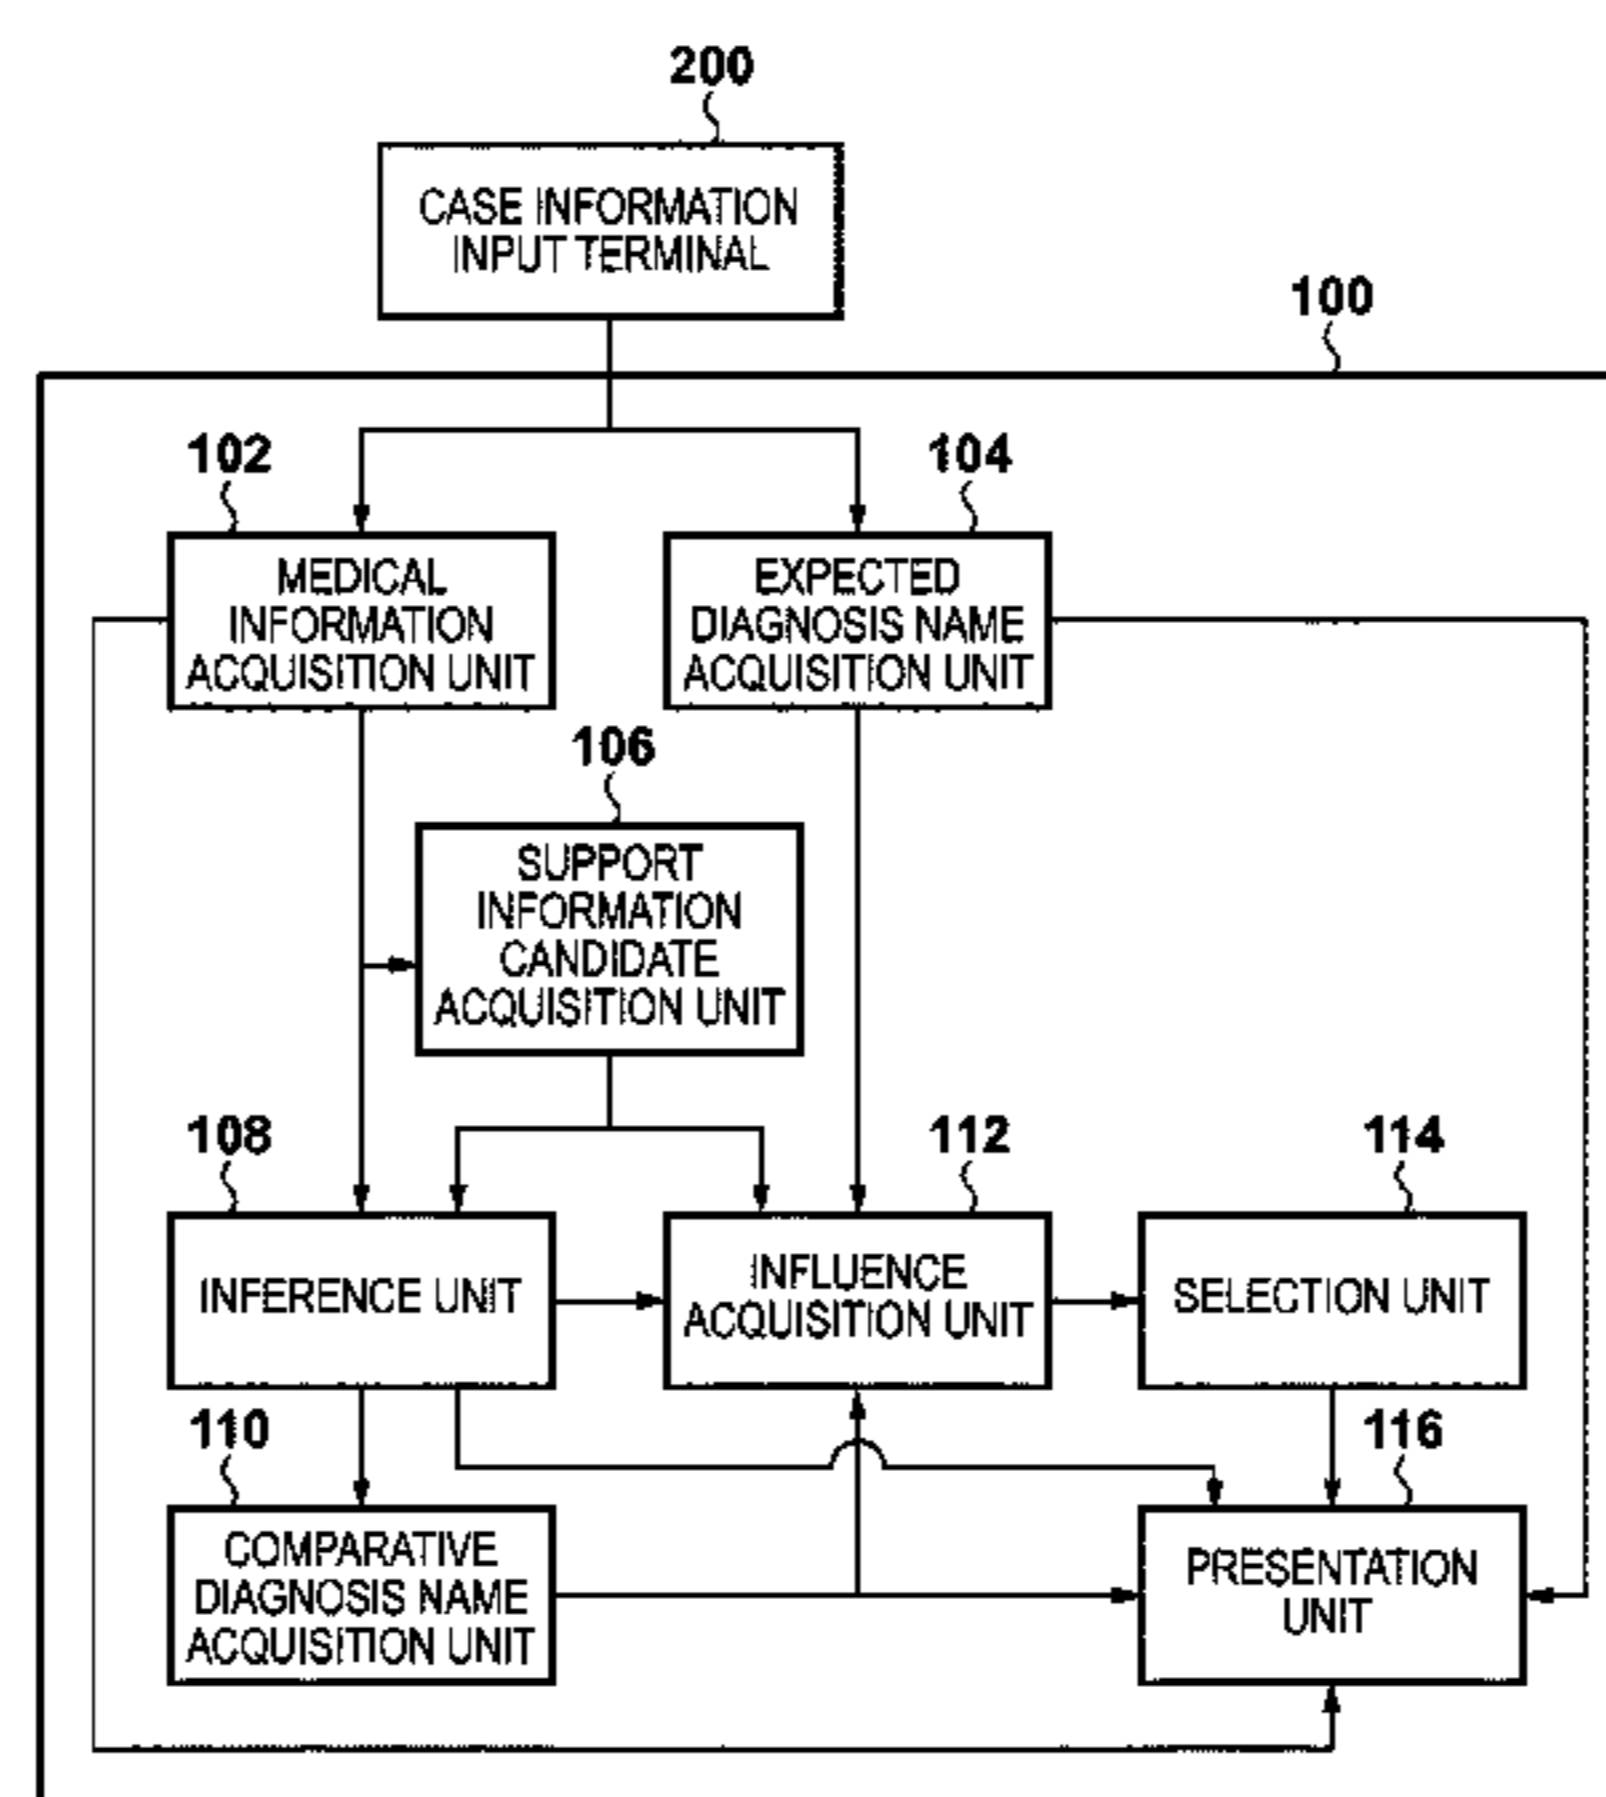 200
CASE INFORMATION
INPUT TERMINAL
100
102
104
MEDICAL
INFORMATION
ACQUISITION UNIT
EXPECTED
DIAGNOSIS NAME
ACQUISITION UNIT
106
SUPPORT
INFORMATION
CANDIDATE
ACQUISITION UNIT
108
112
114
INFERENCE UNIT
INFLUENCE
ACQUISITION UNIT
SELECTION UNIT
110
116
COMPARATIVE
DIAGNOSIS NAME
ACQUISITION UNIT
PRESENTATION
UNIT